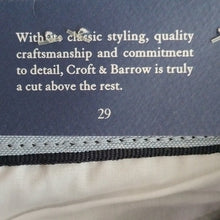 With its classic styling, quality
craftsmanship and commitment
to detail, Croft & Barrow is truly
a cut above the rest.
29